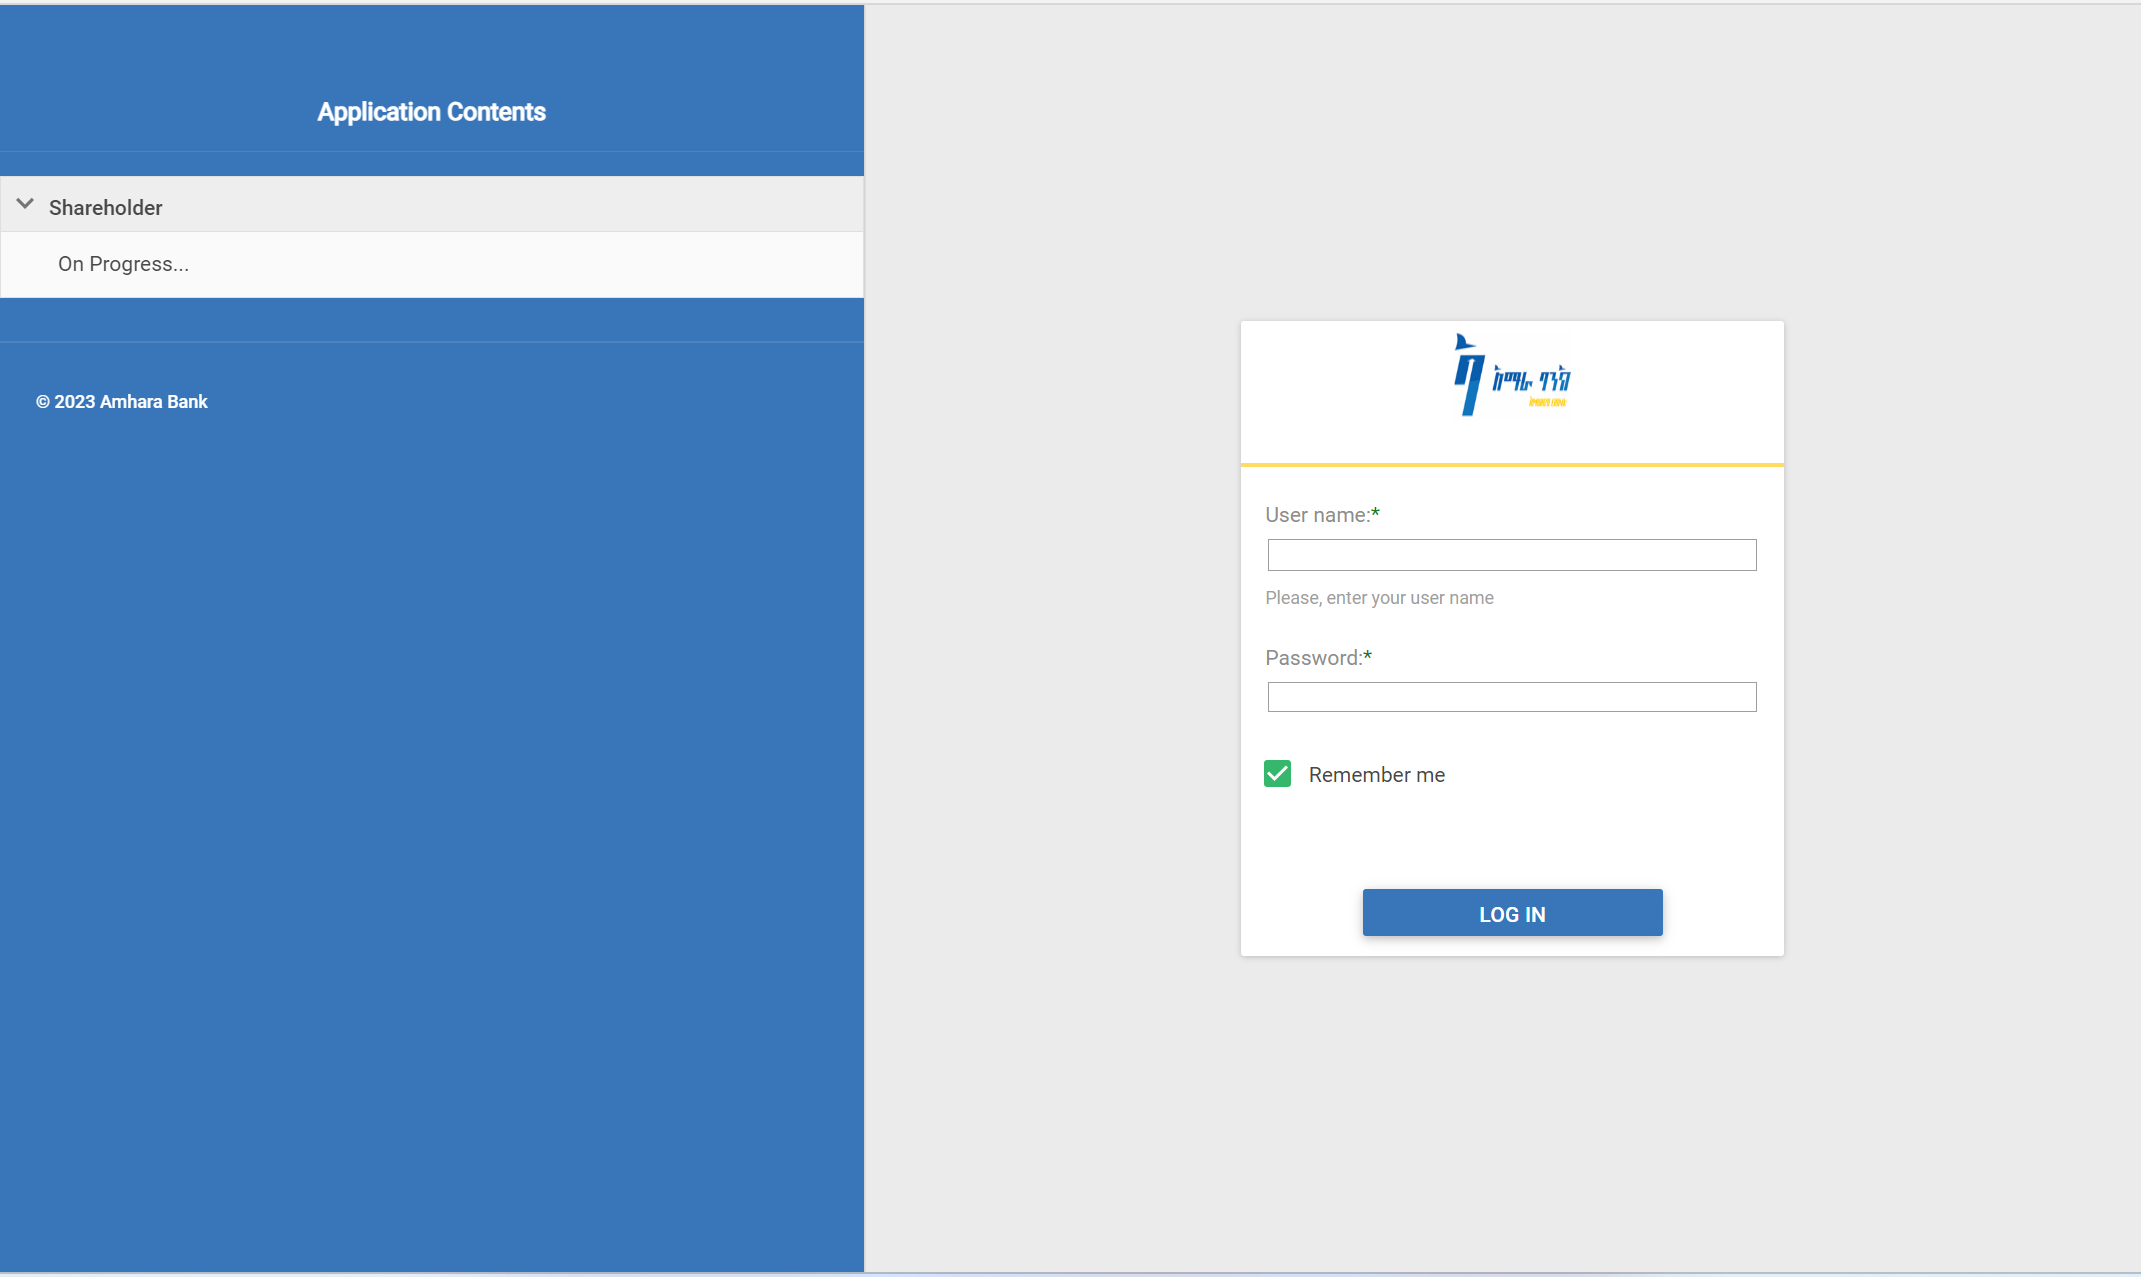 Application Contents
Shareholder
On Progress...
© 2023 Amhara Bank
አማራ ባንክ
User name:*
Please, enter your user name
Password:*
Remember me
LOG IN